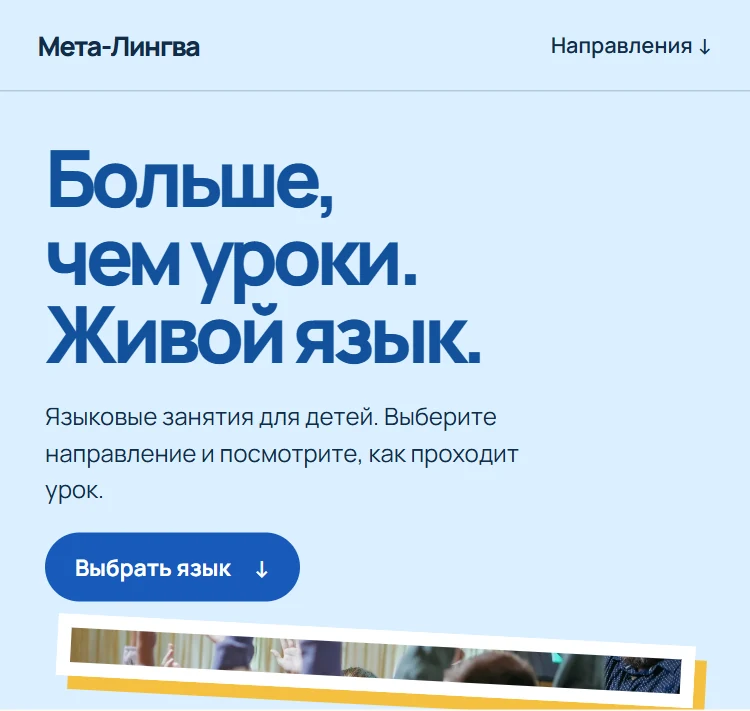 Мета-Лингва
Направления ↓
Больше,
чем уроки.
Живой язык.
Языковые занятия для детей. Выберите
направление и посмотрите, как проходит
урок.
Выбрать язык ↓